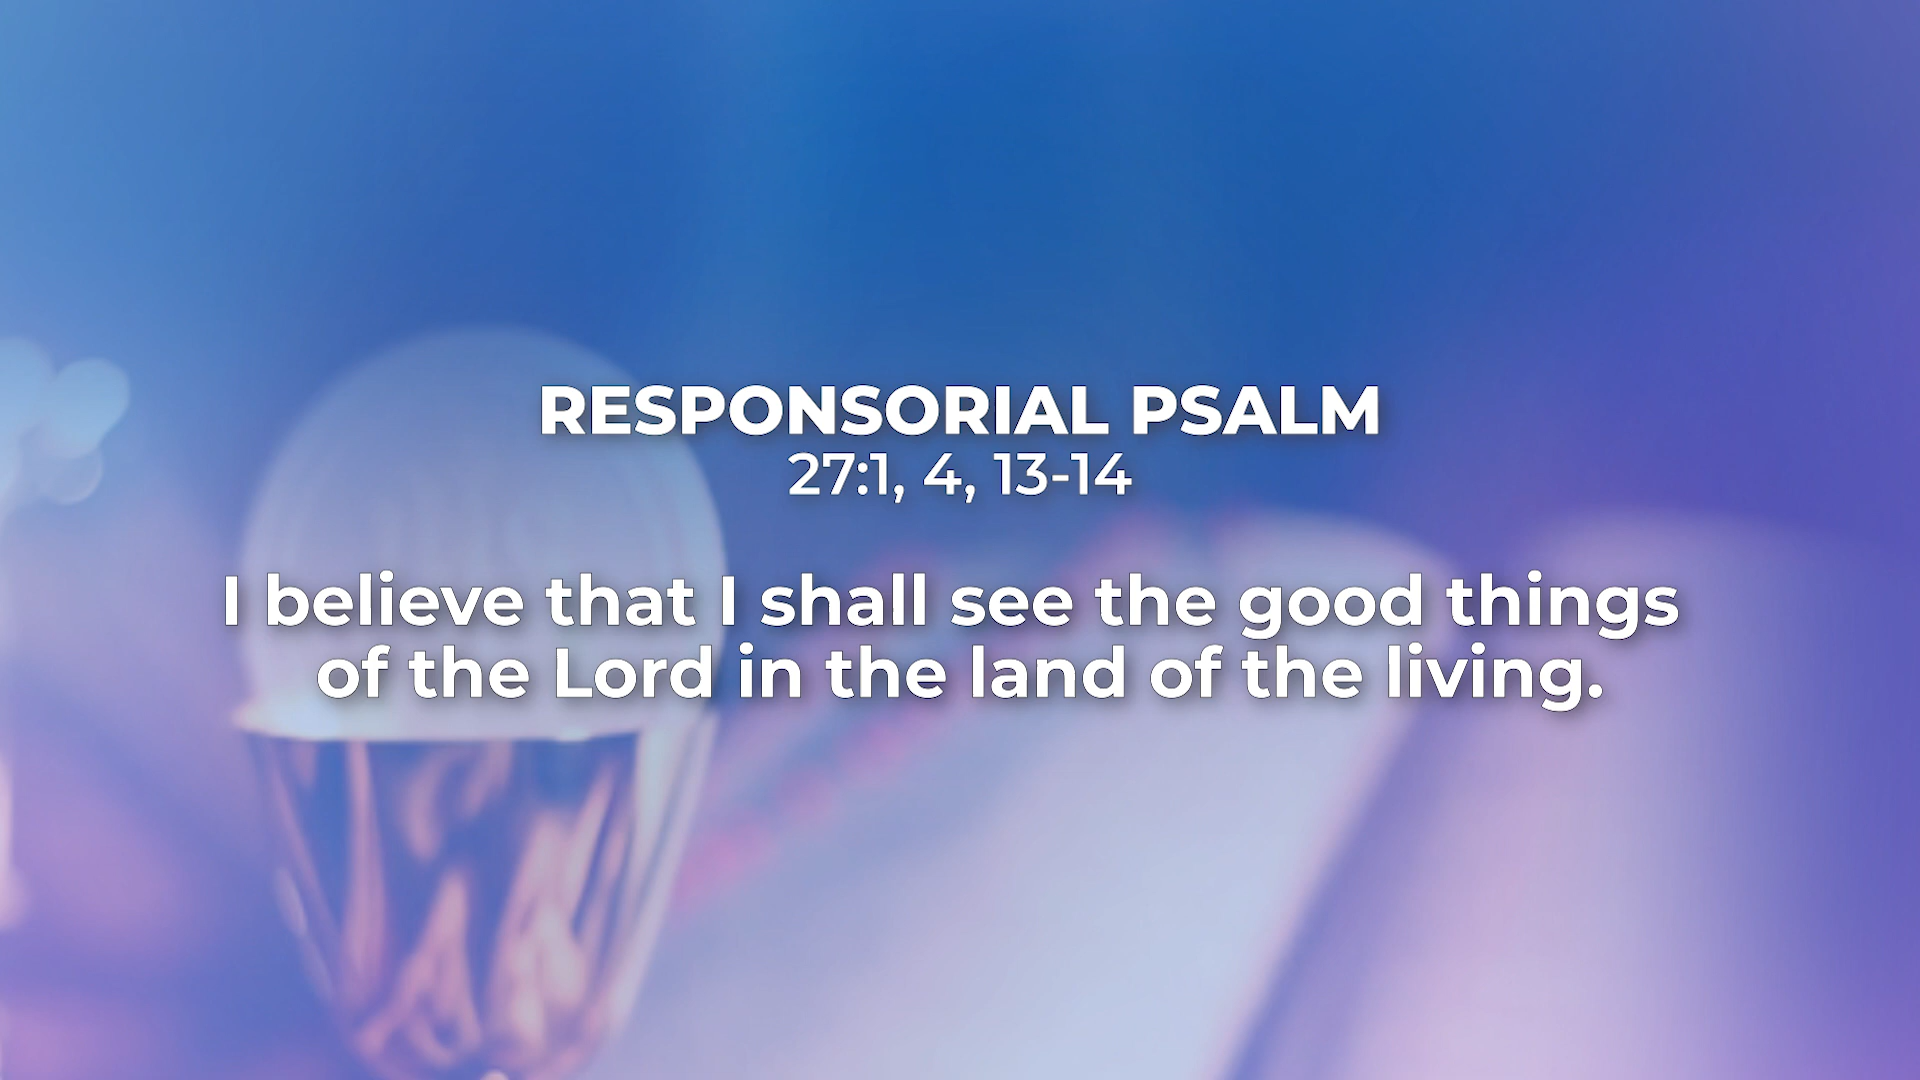 RESPONSORIAL PSALM
27:1, 4, 13-14
I believe that I shall see the good things
of the Lord in the land of the living.